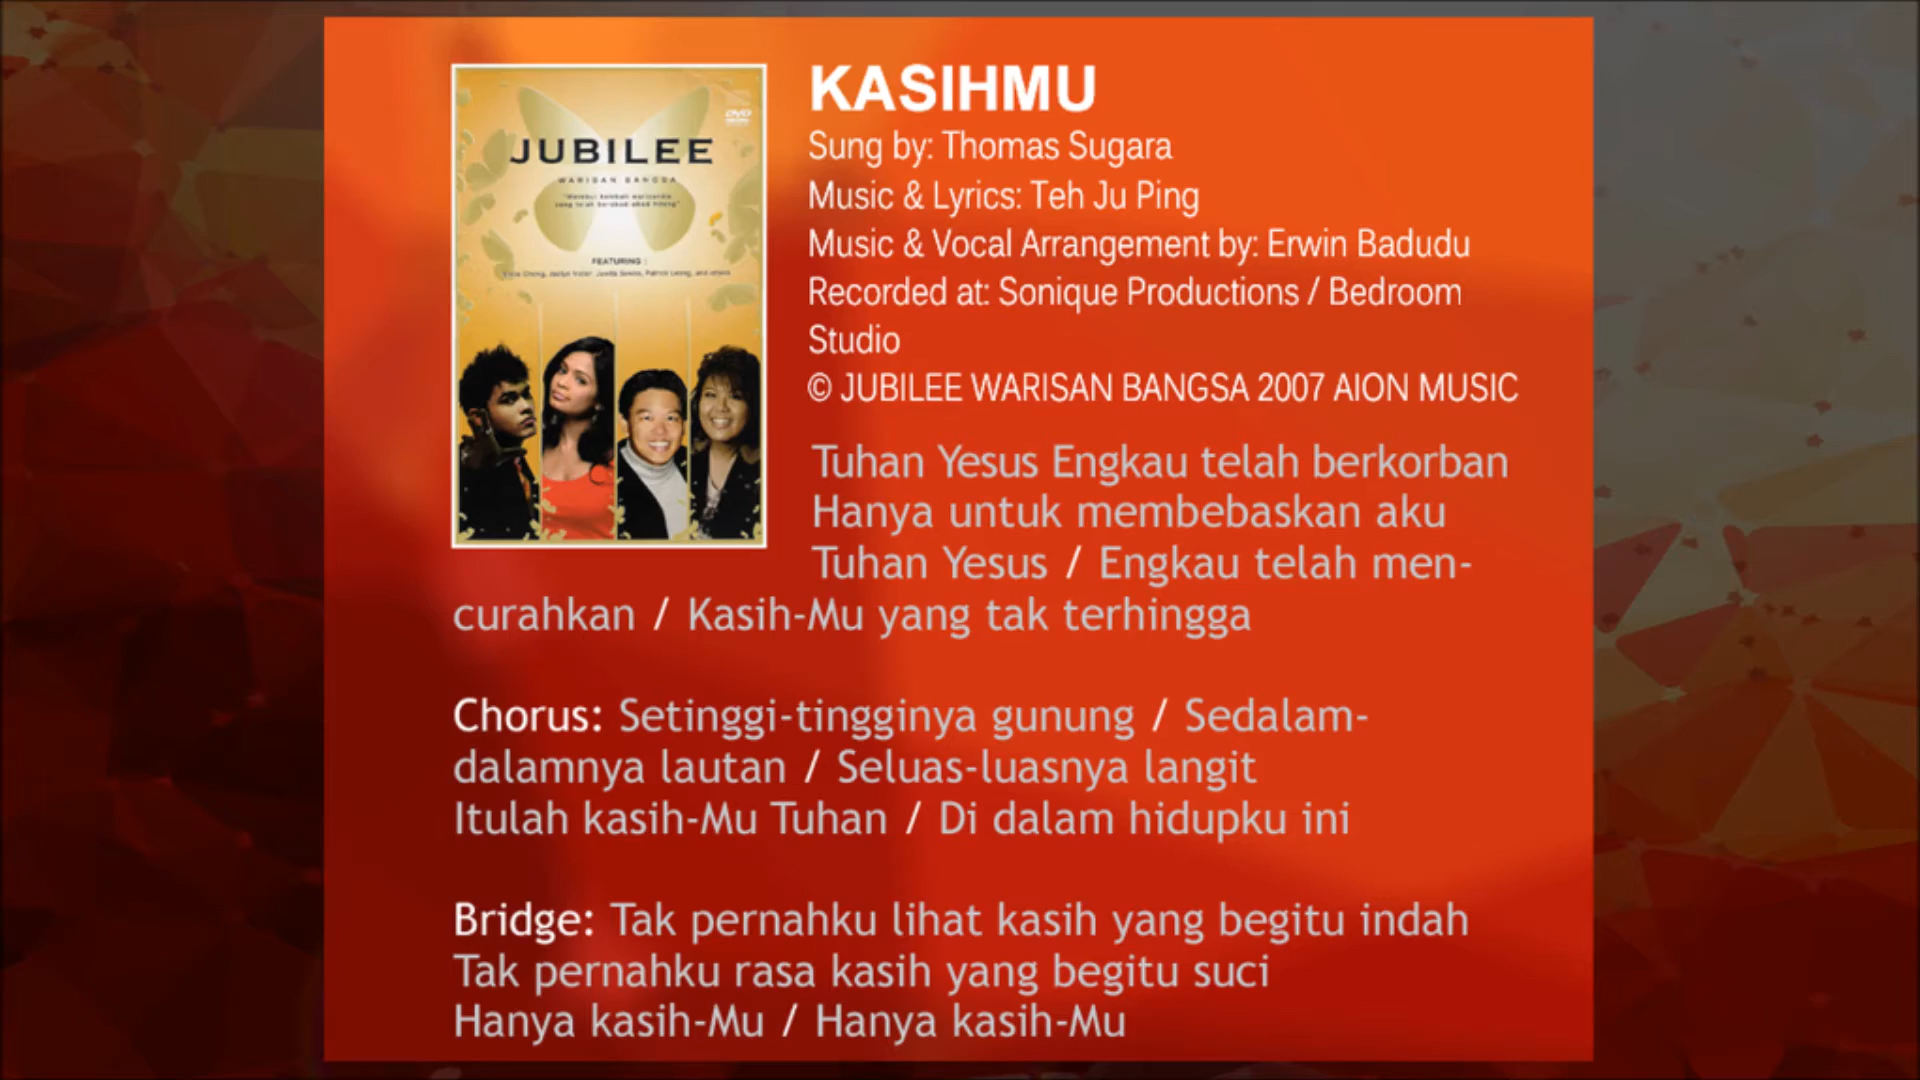 KASIHMU
Sung by: Thomas Sugara
Music & Lyrics: Teh Ju Ping
Music & Vocal Arrangement by: Erwin Badudu
Recorded at: Sonique Productions / Bedroom
Studio
© JUBILEE WARISAN BANGSA 2007 AION MUSIC
DVD
JUBILEE
WARISAN BANGSA
FEATURING :
Tuhan Yesus Engkau telah berkorban
Hanya untuk membebaskan aku
Tuhan Yesus / Engkau telah men-
curahkan / Kasih-Mu yang tak terhingga
Chorus: Setinggi-tingginya gunung / Sedalam-
dalamnya lautan / Seluas-luasnya langit
Itulah kasih-Mu Tuhan / Di dalam hidupku ini
Bridge: Tak pernahku lihat kasih yang begitu indah
Tak pernahku rasa kasih yang begitu suci
Hanya kasih-Mu / Hanya kasih-Mu